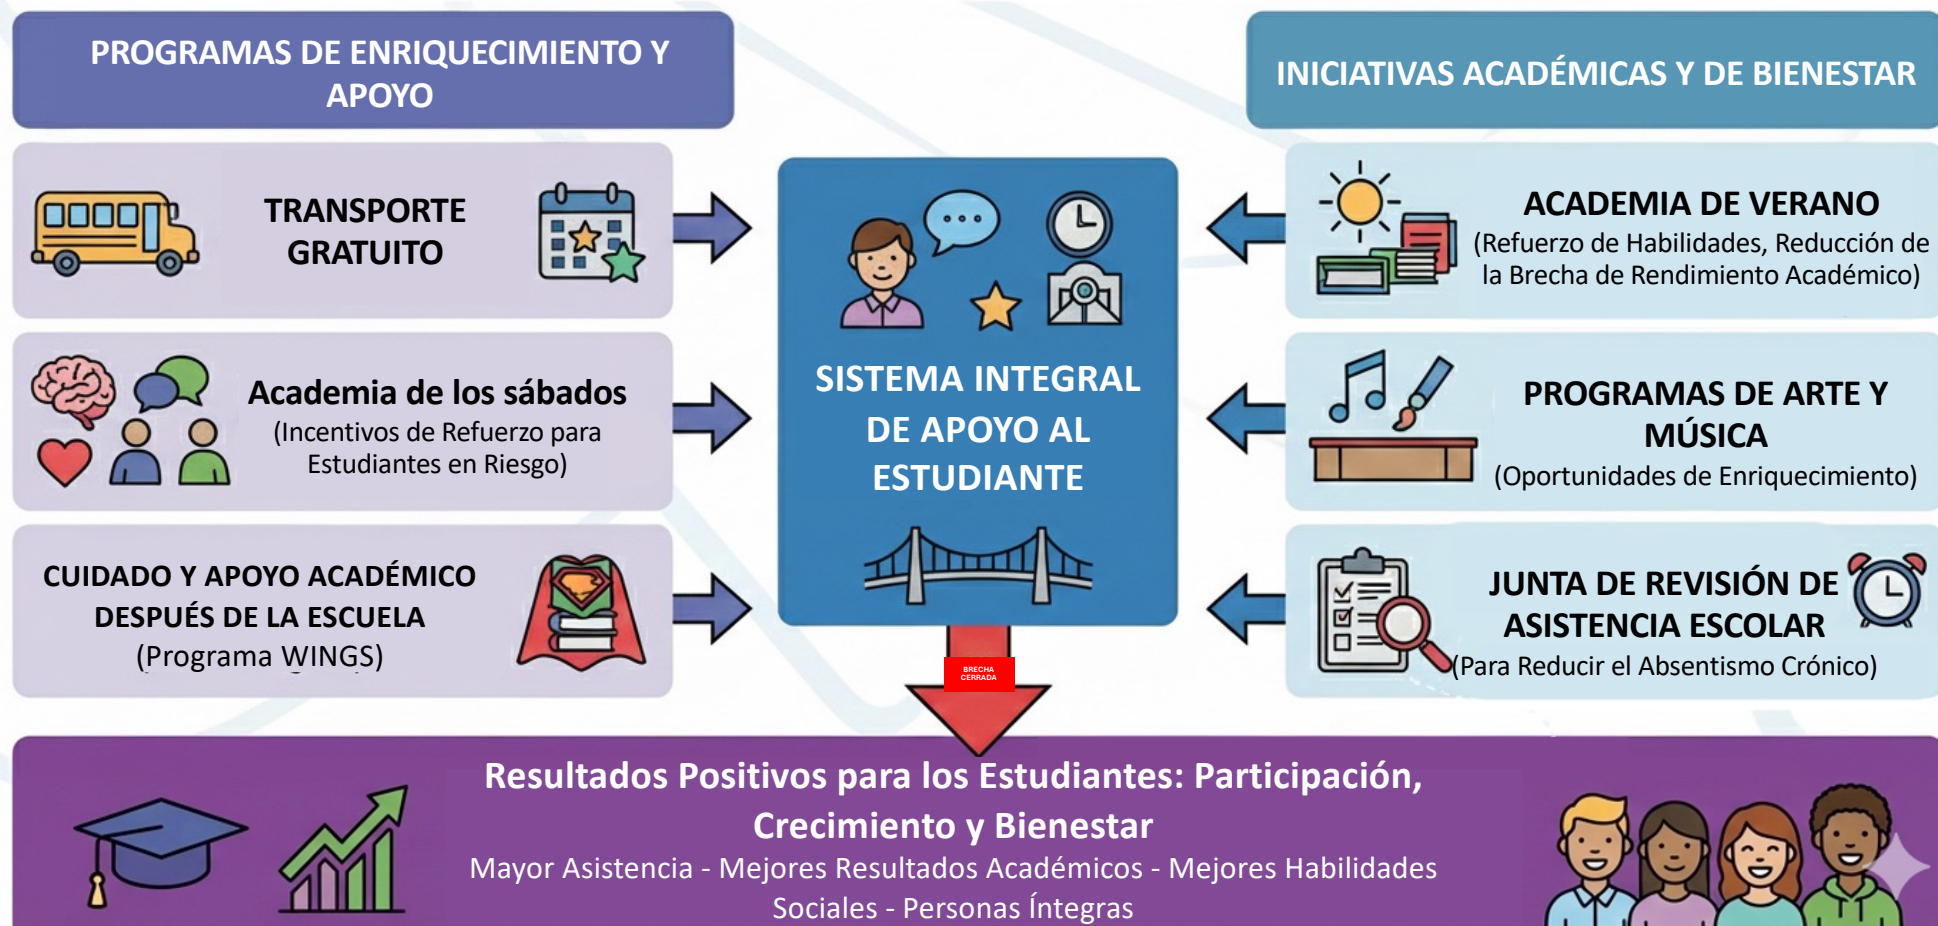 PROGRAMAS DE ENRIQUECIMIENTO Y
APOYO
INICIATIVAS ACADÉMICAS Y DE BIENESTAR
TRANSPORTE
GRATUITO
Academia de los sábados
(Incentivos de Refuerzo para
Estudiantes en Riesgo)
CUIDADO Y APOYO ACADÉMICO
DESPUÉS DE LA ESCUELA
(Programa WINGS)
SISTEMA INTEGRAL
DE APOYO AL
ESTUDIANTE
BRECHA
CERRADA
ACADEMIA DE VERANO
(Refuerzo de Habilidades, Reducción de
la Brecha de Rendimiento Académico)
PROGRAMAS DE ARTE Y
MÚSICA
(Oportunidades de Enriquecimiento)
JUNTA DE REVISIÓN DE
ASISTENCIA ESCOLAR
(Para Reducir el Absentismo Crónico)
Resultados Positivos para los Estudiantes: Participación,
Crecimiento y Bienestar
Mayor Asistencia - Mejores Resultados Académicos - Mejores Habilidades
Sociales - Personas Íntegras